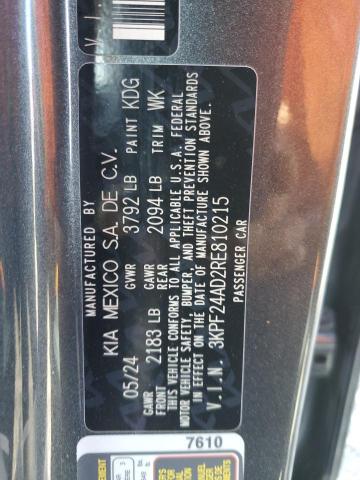 MANUFACTURED BY
KIA MEXICO S.A. DE C.V.
05/24 GVWR 3792 LB PAINT KDG
GAWR FRONT 2183 LB GAWR REAR 2094 LB TRIM WK
THIS VEHICLE CONFORMS TO ALL APPLICABLE U.S.A. FEDERAL
MOTOR VEHICLE SAFETY, BUMPER, AND THEFT PREVENTION STANDARDS
IN EFFECT ON THE DATE OF MANUFACTURE SHOWN ABOVE.
V.I.N. 3KPF24AD2RE810215
PASSENGER CAR
7610